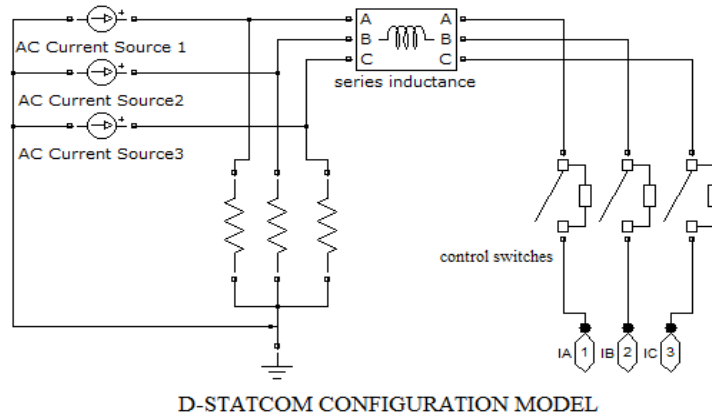 AC Current Source 1
AC Current Source2
AC Current Source3
A A
B B
C C
series inductance
control switches
IA 1 IB 2 IC 3
D-STATCOM CONFIGURATION MODEL